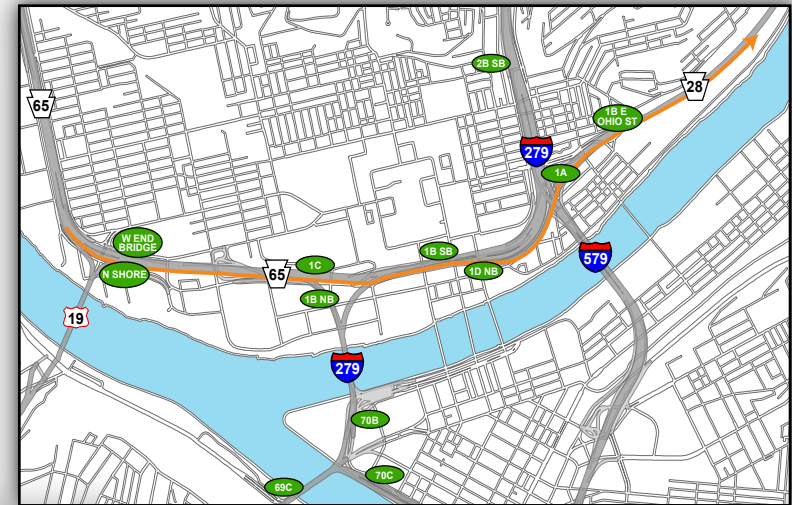 2B SB
65
28
1B E
OHIO ST
279
1A
W END
BRIDGE
1B SB
579
1C
N SHORE
65
1D NB
1B NB
19
279
70B
70C
69C